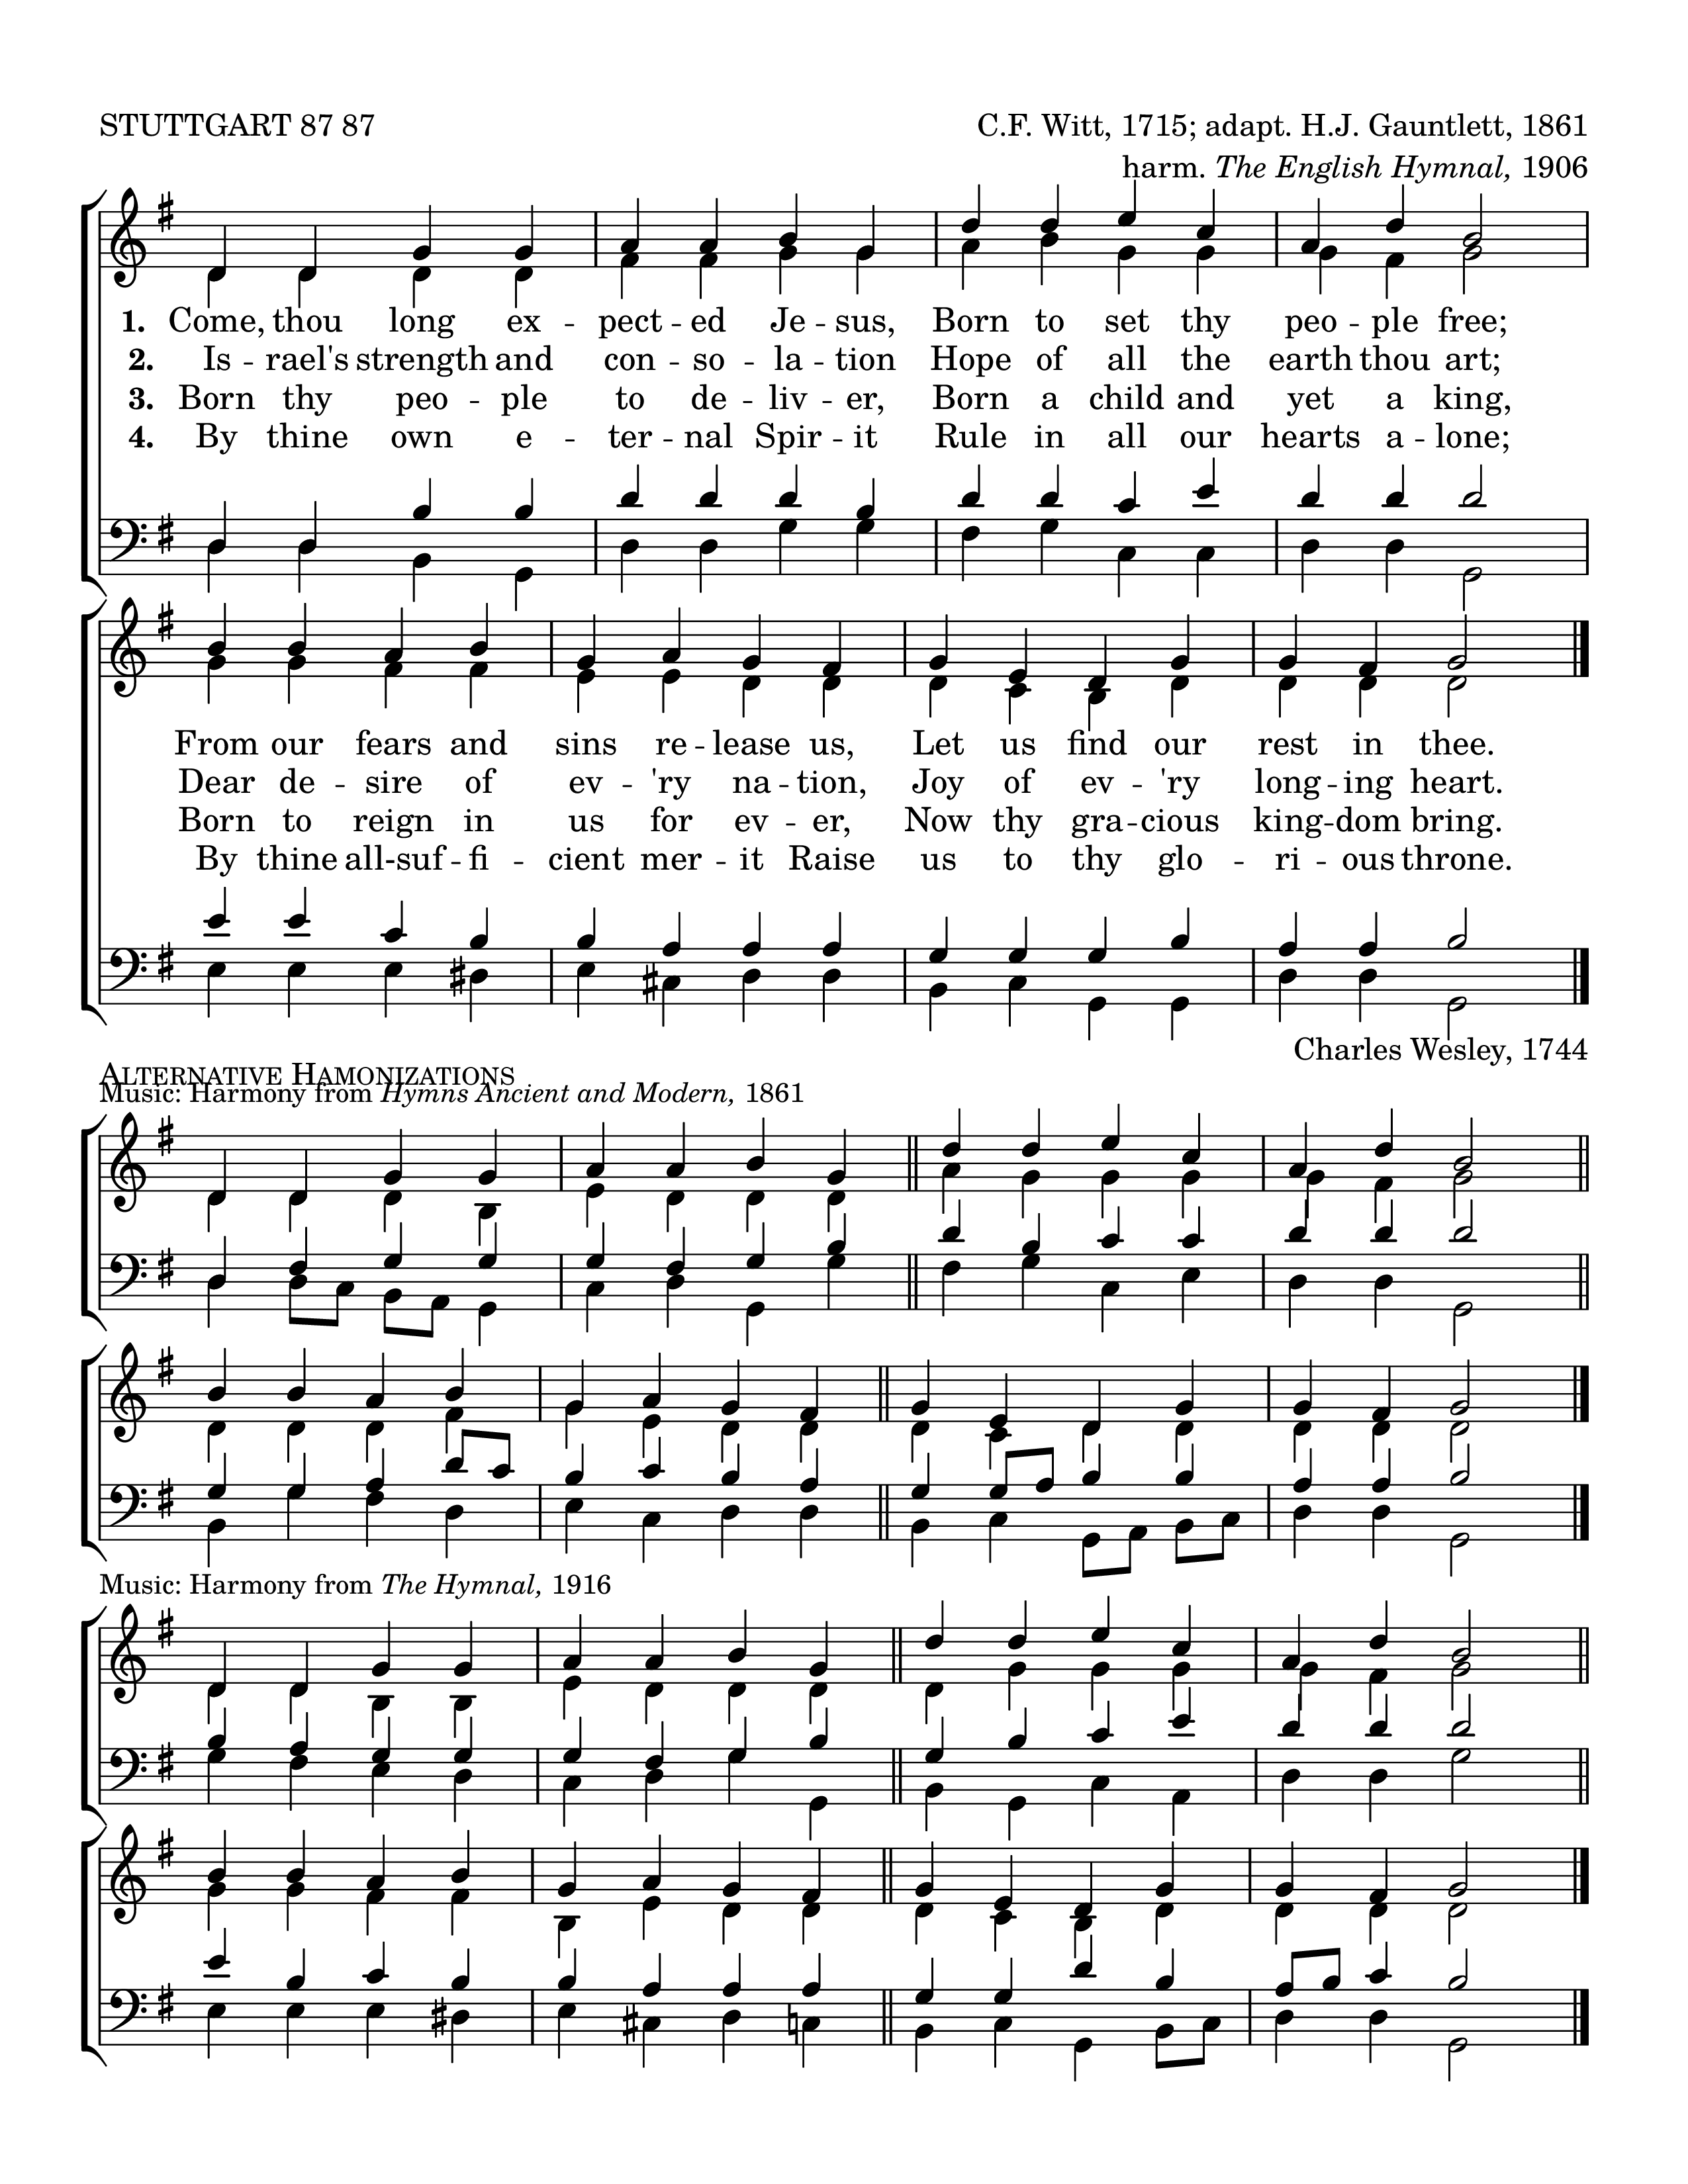 STUTTGART 87 87
C.F. Witt, 1715; adapt. H.J. Gauntlett, 1861
harm. The English Hymnal, 1906
1. Come, thou long ex -- pect -- ed Je -- sus, Born to set thy peo -- ple free;
2. Is -- rael's strength and con -- so -- la -- tion Hope of all the earth thou art;
3. Born thy peo -- ple to de -- liv -- er, Born a child and yet a king,
4. By thine own e -- ter -- nal Spir -- it Rule in all our hearts a -- lone;
From our fears and sins re -- lease us, Let us find our rest in thee.
Dear de -- sire of ev -- 'ry na -- tion, Joy of ev -- 'ry long -- ing heart.
Born to reign in us for ev -- er, Now thy gra -- cious king -- dom bring.
By thine all-suf -- fi -- cient mer -- it Raise us to thy glo -- ri -- ous throne.
Charles Wesley, 1744
Alternative Hamonizations
Music: Harmony from Hymns Ancient and Modern, 1861
Music: Harmony from The Hymnal, 1916